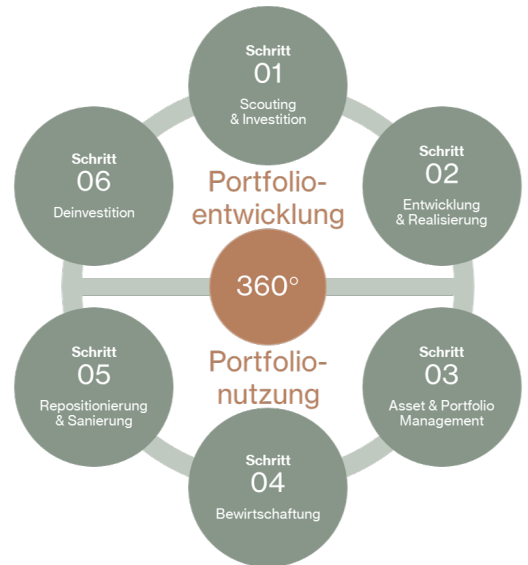 Schritt
01
Scouting
& Investition
Schritt
02
Entwicklung
& Realisierung
Schritt
03
Asset & Portfolio
Management
Schritt
04
Bewirtschaftung
Schritt
05
Repositionierung
& Sanierung
Schritt
06
Deinvestition
Portfolio-
entwicklung
360°
Portfolio-
nutzung